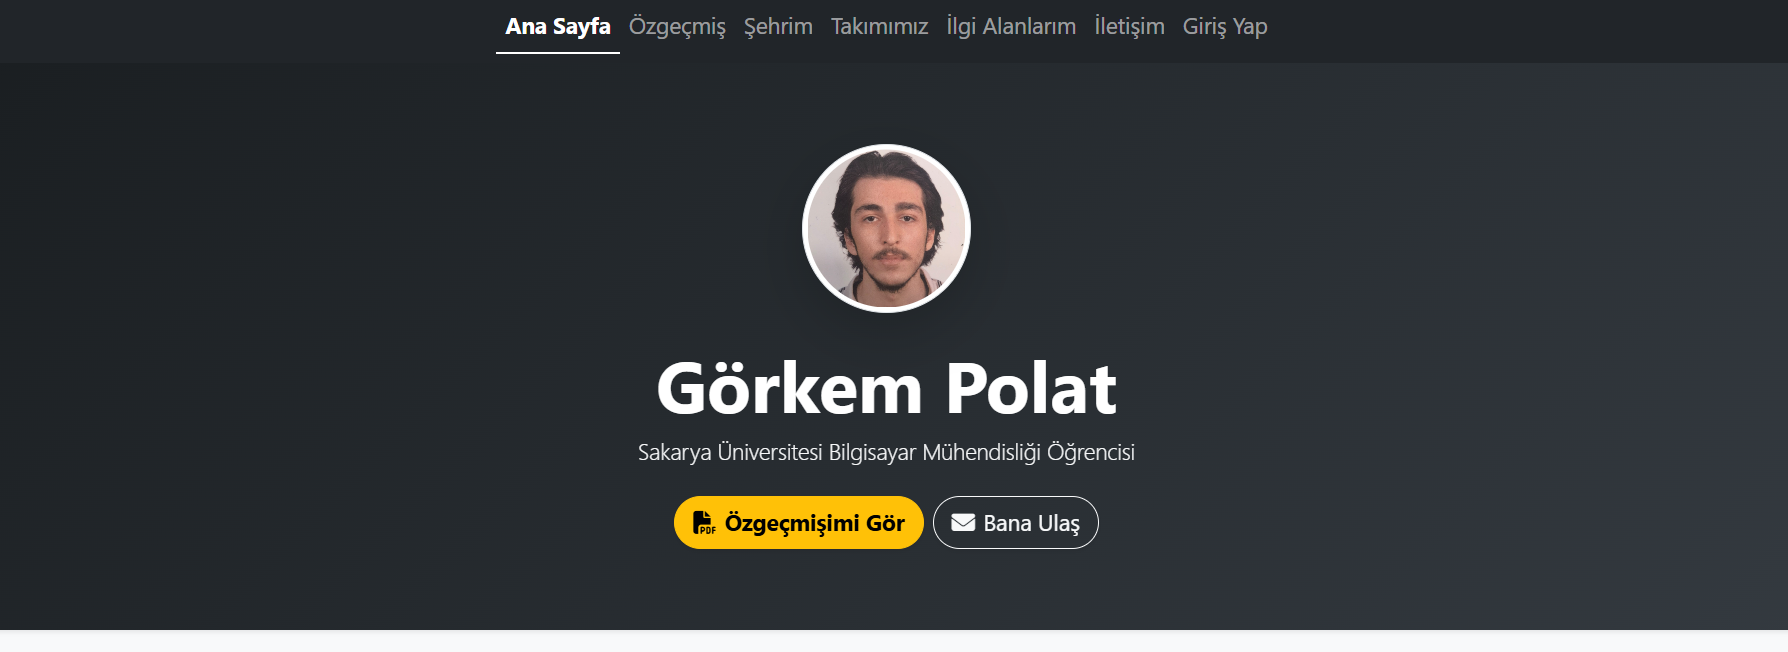 Ana Sayfa Özgeçmiş Şehrim Takımımız İlgi Alanlarım İletişim Giriş Yap
Görkem Polat
Sakarya Üniversitesi Bilgisayar Mühendisliği Öğrencisi
PDF Özgeçmişimi Gör Bana Ulaş